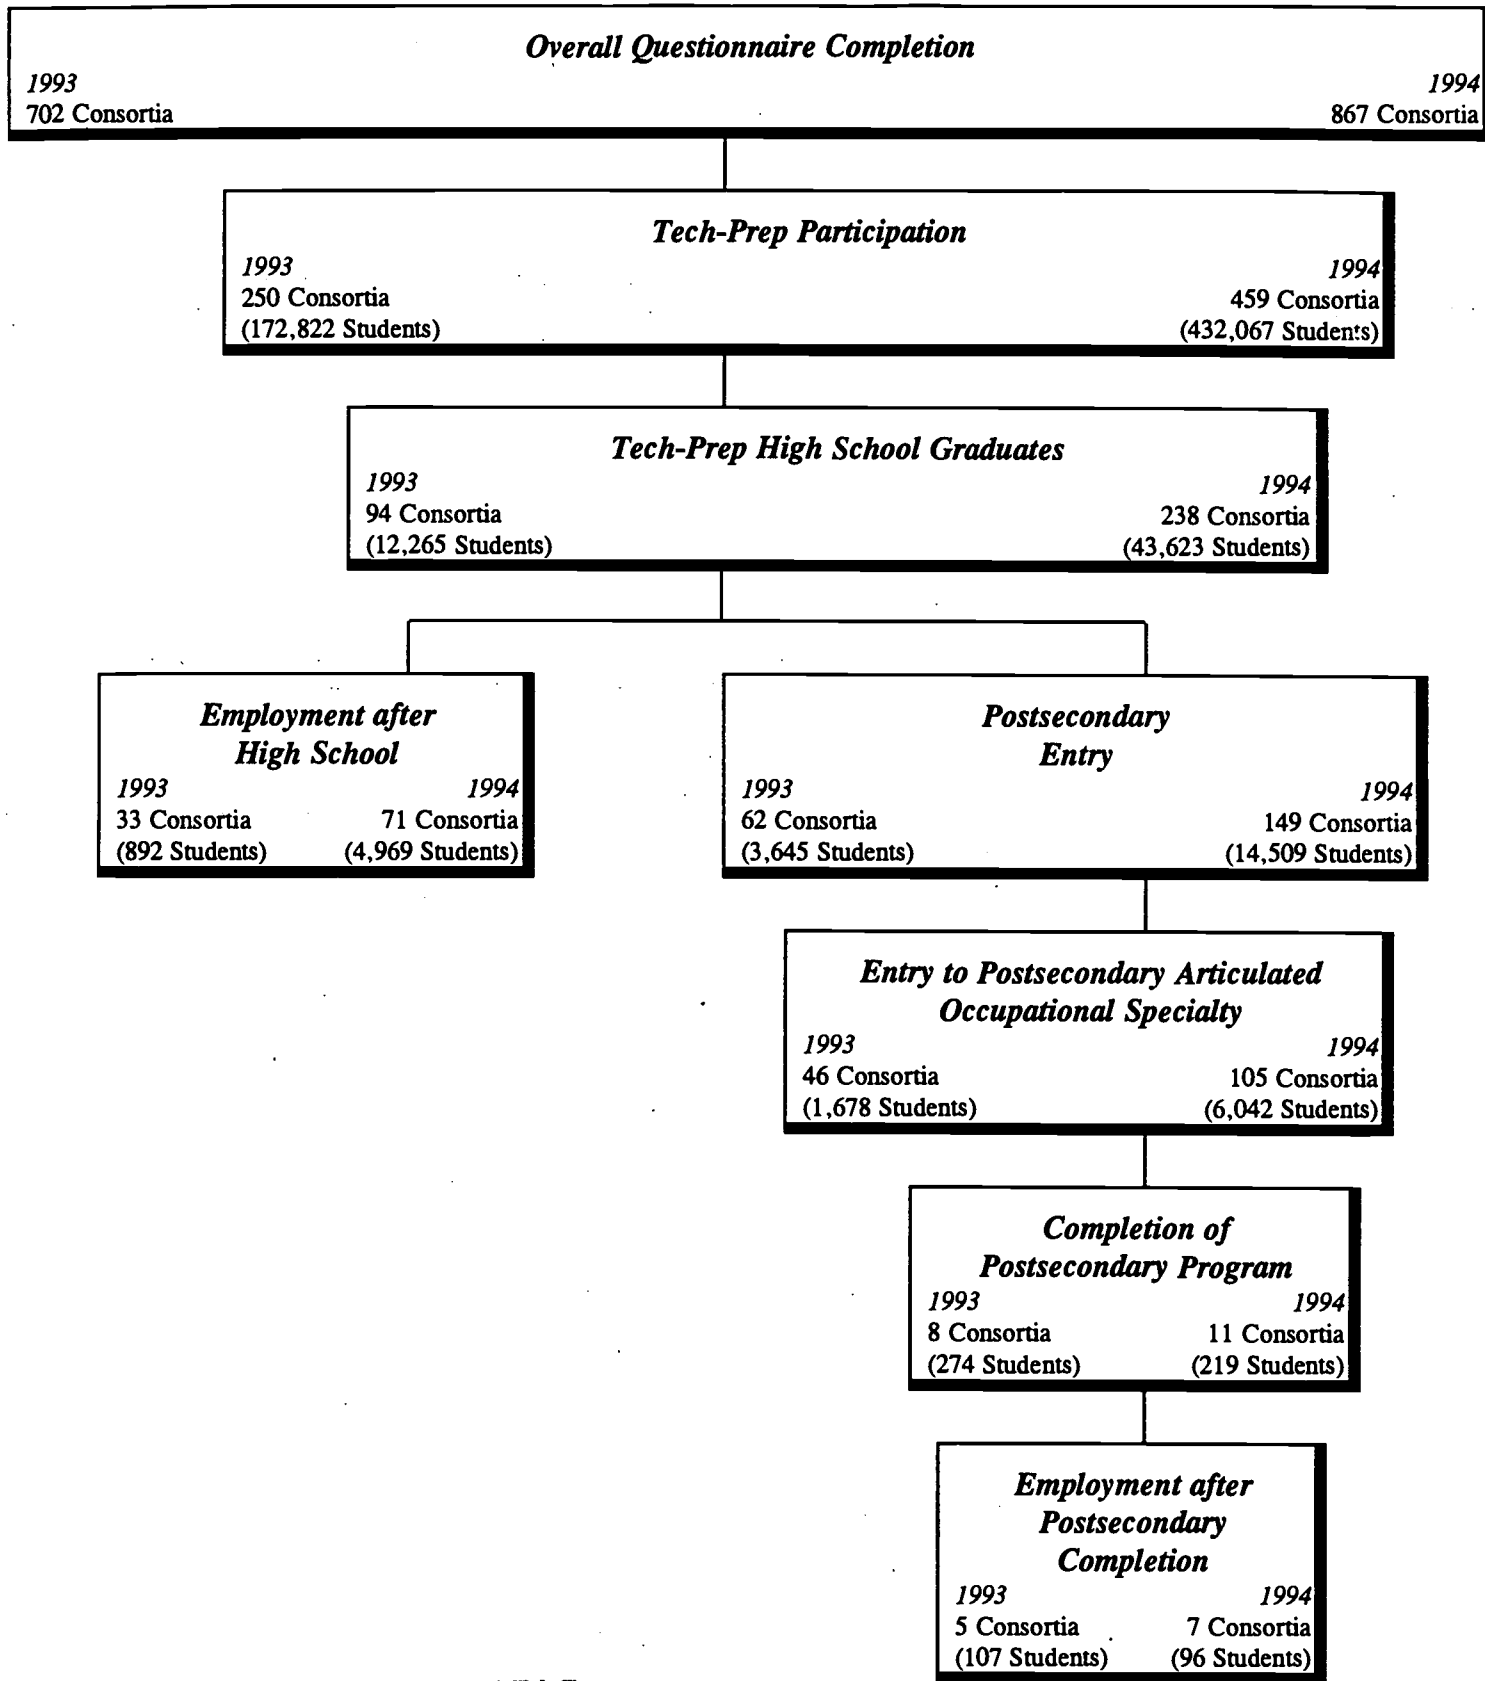 Overall Questionnaire Completion
1993 1994
702 Consortia 867 Consortia
Tech-Prep Participation
1993 1994
250 Consortia 459 Consortia
(172,822 Students) (432,067 Students)
Tech-Prep High School Graduates
1993 1994
94 Consortia 238 Consortia
(12,265 Students) (43,623 Students)
Employment after
High School
1993 1994
33 Consortia 71 Consortia
(892 Students) (4,969 Students)
Postsecondary
Entry
1993 1994
62 Consortia 149 Consortia
(3,645 Students) (14,509 Students)
Entry to Postsecondary Articulated
Occupational Specialty
1993 1994
46 Consortia 105 Consortia
(1,678 Students) (6,042 Students)
Completion of
Postsecondary Program
1993 1994
8 Consortia 11 Consortia
(274 Students) (219 Students)
Employment after
Postsecondary
Completion
1993 1994
5 Consortia 7 Consortia
(107 Students) (96 Students)